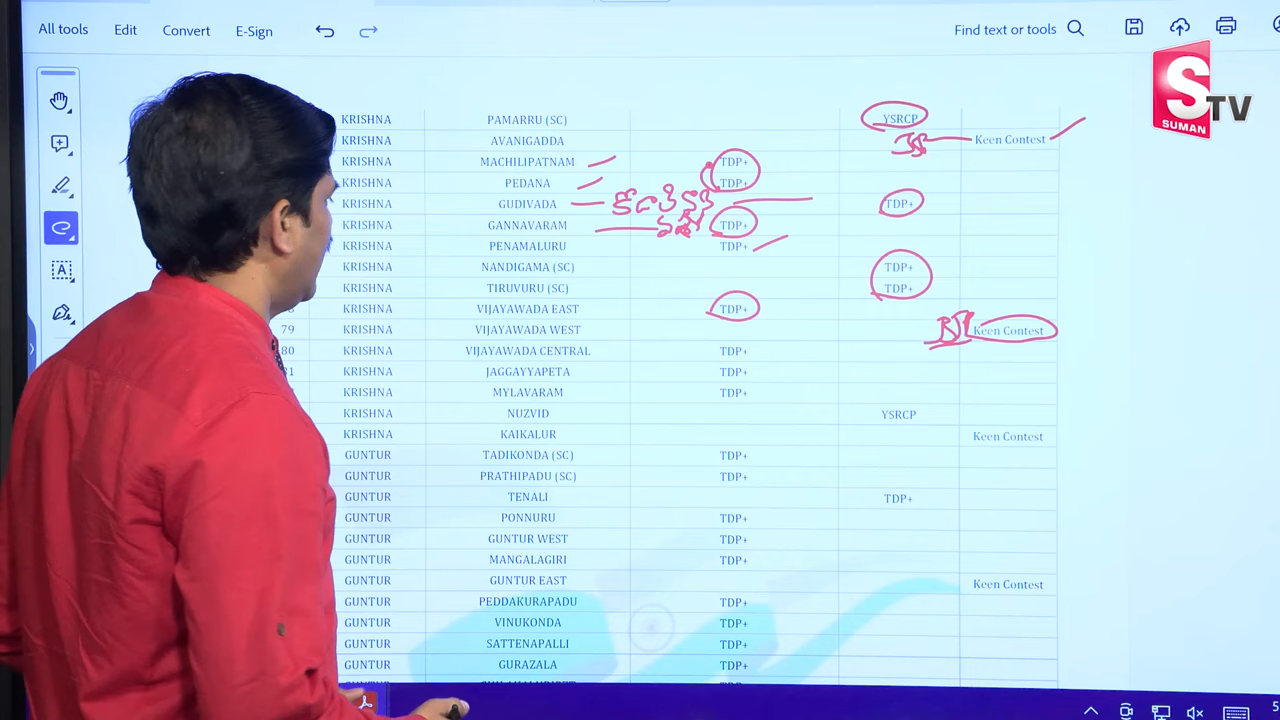 All tools Edit Convert E-Sign Find text or tools
S TV
SUMAN
KRISHNA PAMARRU (SC) YSRCP
KRISHNA AVANIGADDA Keen Contest
KRISHNA MACHILIPATNAM TDP+
KRISHNA PEDANA TDP+
KRISHNA GUDIVADA TDP+
KRISHNA GANNAVARAM TDP+
KRISHNA PENAMALURU TDP+
KRISHNA NANDIGAMA (SC) TDP+
KRISHNA TIRUVURU (SC) TDP+
KRISHNA VIJAYAWADA EAST TDP+
79 KRISHNA VIJAYAWADA WEST Keen Contest
80 KRISHNA VIJAYAWADA CENTRAL TDP+
KRISHNA JAGGAYYAPETA TDP+
KRISHNA MYLAVARAM TDP+
KRISHNA NUZVID YSRCP
KRISHNA KAIKALUR Keen Contest
GUNTUR TADIKONDA (SC) TDP+
GUNTUR PRATHIPADU (SC) TDP+
GUNTUR TENALI TDP+
GUNTUR PONNURU TDP+
GUNTUR GUNTUR WEST TDP+
GUNTUR MANGALAGIRI TDP+
GUNTUR GUNTUR EAST Keen Contest
GUNTUR PEDDAKURAPADU TDP+
GUNTUR VINUKONDA TDP+
GUNTUR SATTENAPALLI TDP+
GUNTUR GURAZALA TDP+